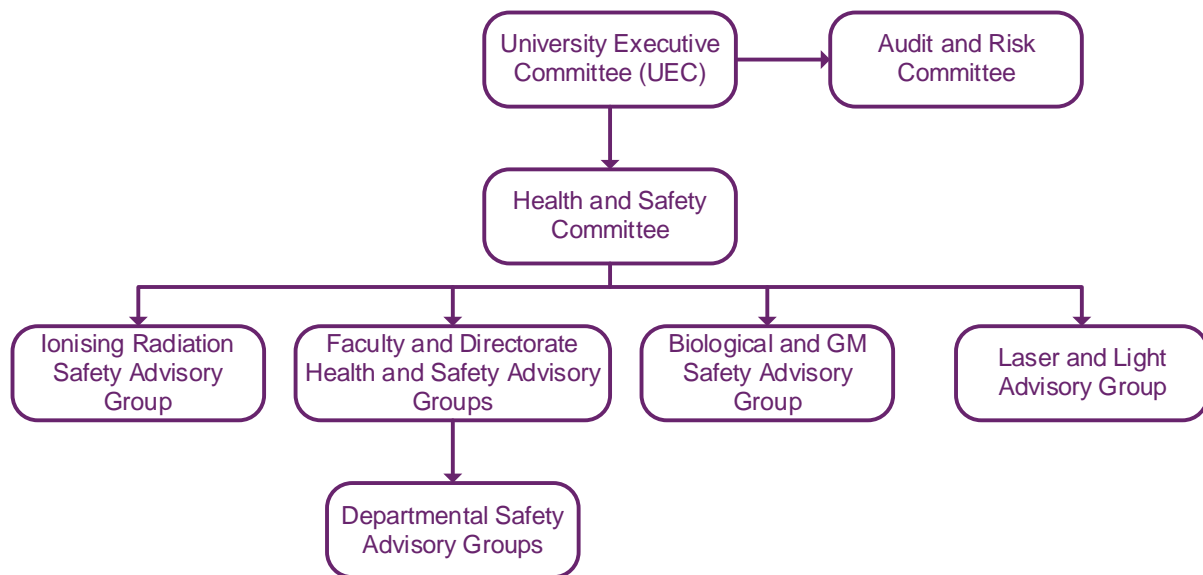 University Executive
Committee (UEC)
Audit and Risk
Committee
Health and Safety
Committee
Ionising Radiation
Safety Advisory
Group
Faculty and Directorate
Health and Safety Advisory
Groups
Biological and GM
Safety Advisory
Group
Laser and Light
Advisory Group
Departmental Safety
Advisory Groups